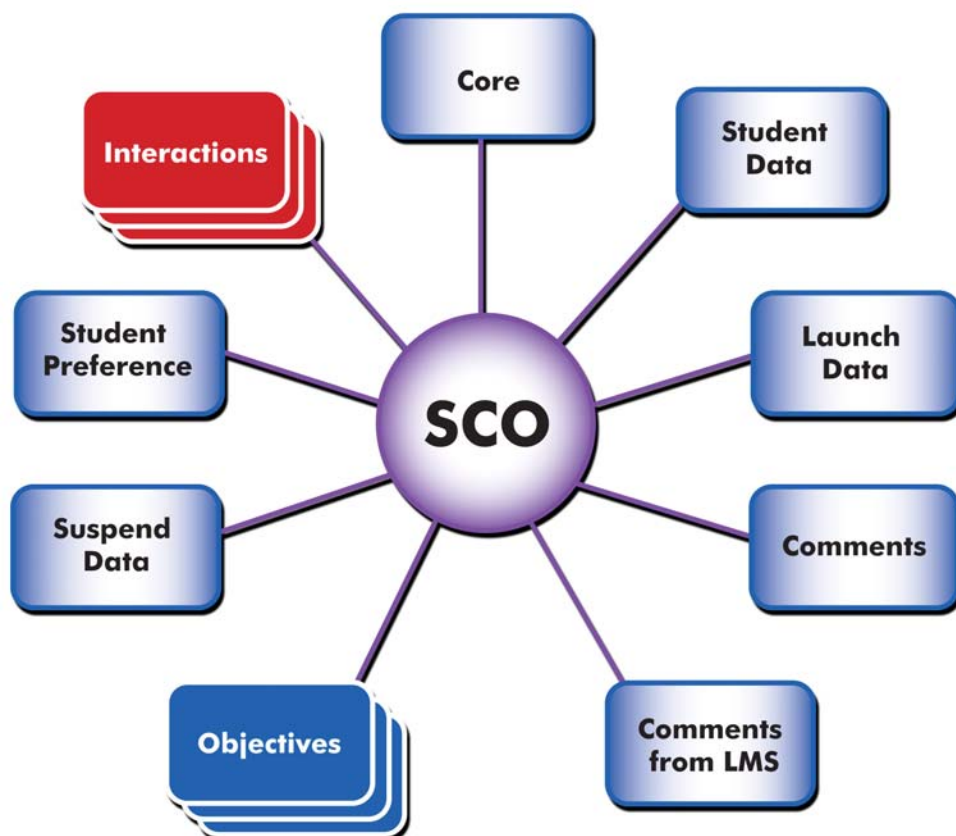 Core
Interactions
Student
Data
Student
Preference
Launch
Data
SCO
Suspend
Data
Comments
Objectives
Comments
from LMS